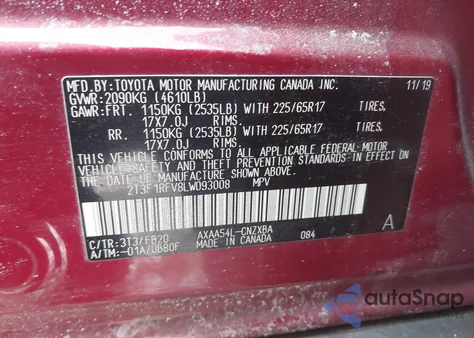 MFD.BY: TOYOTA MOTOR MANUFACTURING CANADA INC. 11/19
GVWR: 2090KG (4610LB)
GAWR: FRT. 1150KG (2535LB) WITH 225/65R17 TIRES,
17X7.0J RIMS,
RR. 1150KG (2535LB) WITH 225/65R17 TIRES,
17X7.0J RIMS,
THIS VEHICLE CONFORMS TO ALL APPLICABLE FEDERAL MOTOR
VEHICLE SAFETY AND THEFT PREVENTION STANDARDS IN
EFFECT ON THE DATE OF MANUFACTURE SHOWN ABOVE.
2T3F1RFV8LW093008 MPV
A
C/TR: 3T3/FB20 AXAA54L-CNZXBA
A/TM: -01A/UB80F MADE IN CANADA 084
autoSnap